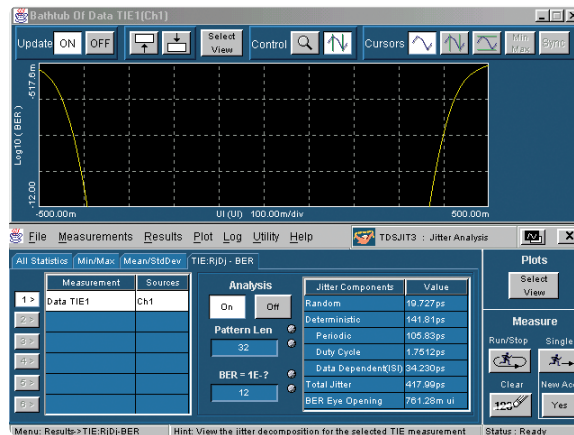 Bathtub Of Data TIE1(Ch1)
Update ON OFF Select View Control Cursors Min Max Sync
-517.6m
Log10 ( BER )
-12.00
-500.00m UI (UI) 100.00m/div 500.00m
File Measurements Results Plot Log Utility Help TDSJIT3 : Jitter Analysis
All Statistics Min/Max Mean/StdDev TIE:RjDj - BER
Plots
Select View
Measurement Sources
1 > Data TIE1 Ch1
2 >
3 >
4 >
5 >
6 >
Analysis
On Off
Pattern Len
32
BER = 1E-?
12
Jitter Components Value
Random 19.727ps
Deterministic 141.81ps
Periodic 105.83ps
Duty Cycle 1.7512ps
Data Dependent(ISI) 34.230ps
Total Jitter 417.99ps
BER Eye Opening 761.28m ui
Measure
Run/Stop Single
Clear New Acq
Yes
Menu: Results->TIE:RjDj-BER Hint: View the jitter decomposition for the selected TIE measurement Status : Ready